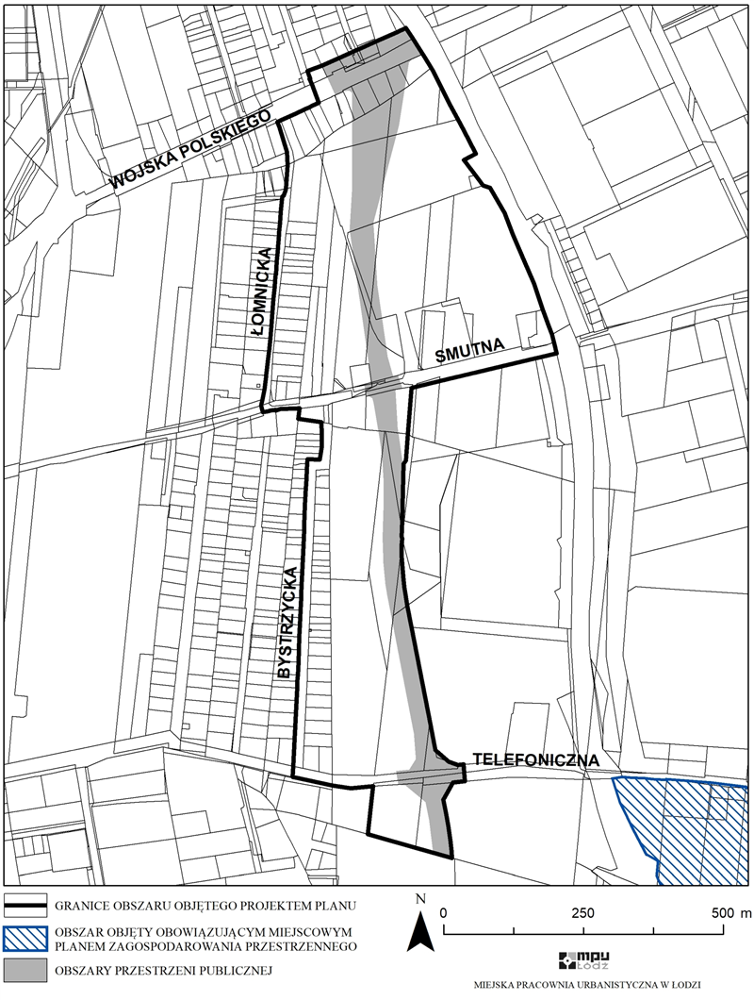 WOJSKA POLSKIEGO
ŁOMNICKA
SMUTNA
BYSTRZYCKA
TELEFONICZNA
GRANICE OBSZARU OBJĘTEGO PROJEKTEM PLANU
OBSZAR OBJĘTY OBOWIĄZUJĄCYM MIEJSCOWYM
PLANEM ZAGOSPODAROWANIA PRZESTRZENNEGO
OBSZARY PRZESTRZENI PUBLICZNEJ
N
0 250 500 m
mpu
Łódź
MIEJSKA PRACOWNIA URBANISTYCZNA W ŁODZI